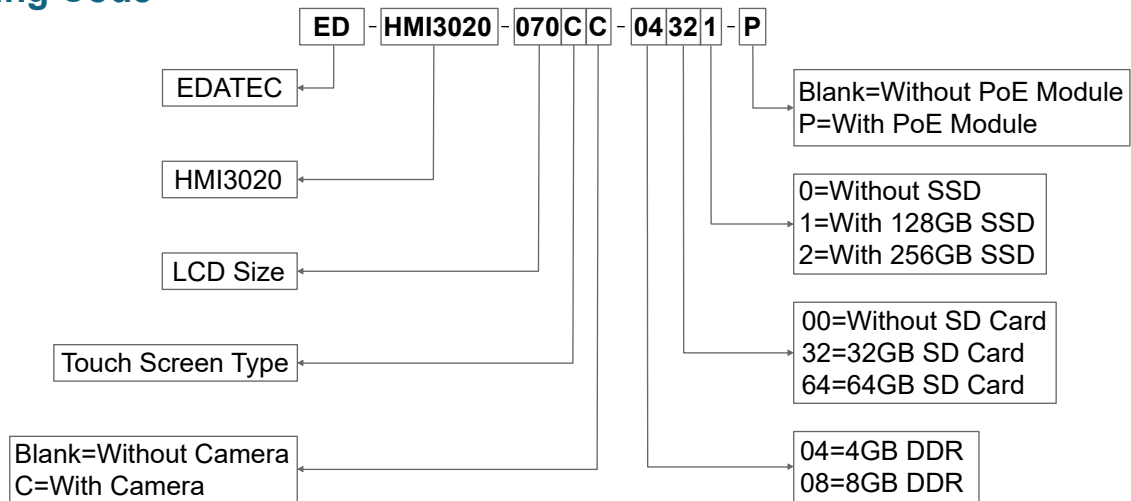 ng Code
ED - HMI3020 - 070 C C - 04 32 1 - P
EDATEC
HMI3020
LCD Size
Touch Screen Type
Blank=Without Camera
C=With Camera
Blank=Without PoE Module
P=With PoE Module
0=Without SSD
1=With 128GB SSD
2=With 256GB SSD
00=Without SD Card
32=32GB SD Card
64=64GB SD Card
04=4GB DDR
08=8GB DDR